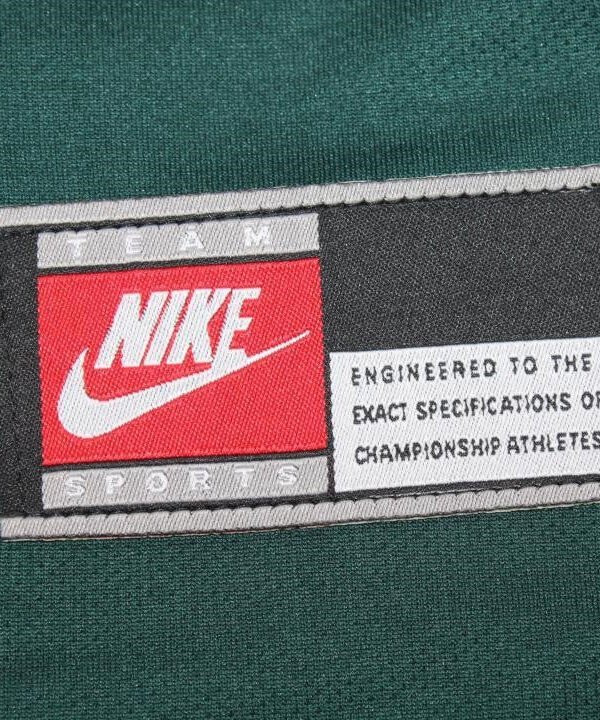 TEAM
NIKE
SPORTS
ENGINEERED TO THE
EXACT SPECIFICATIONS OF
CHAMPIONSHIP ATHLETES